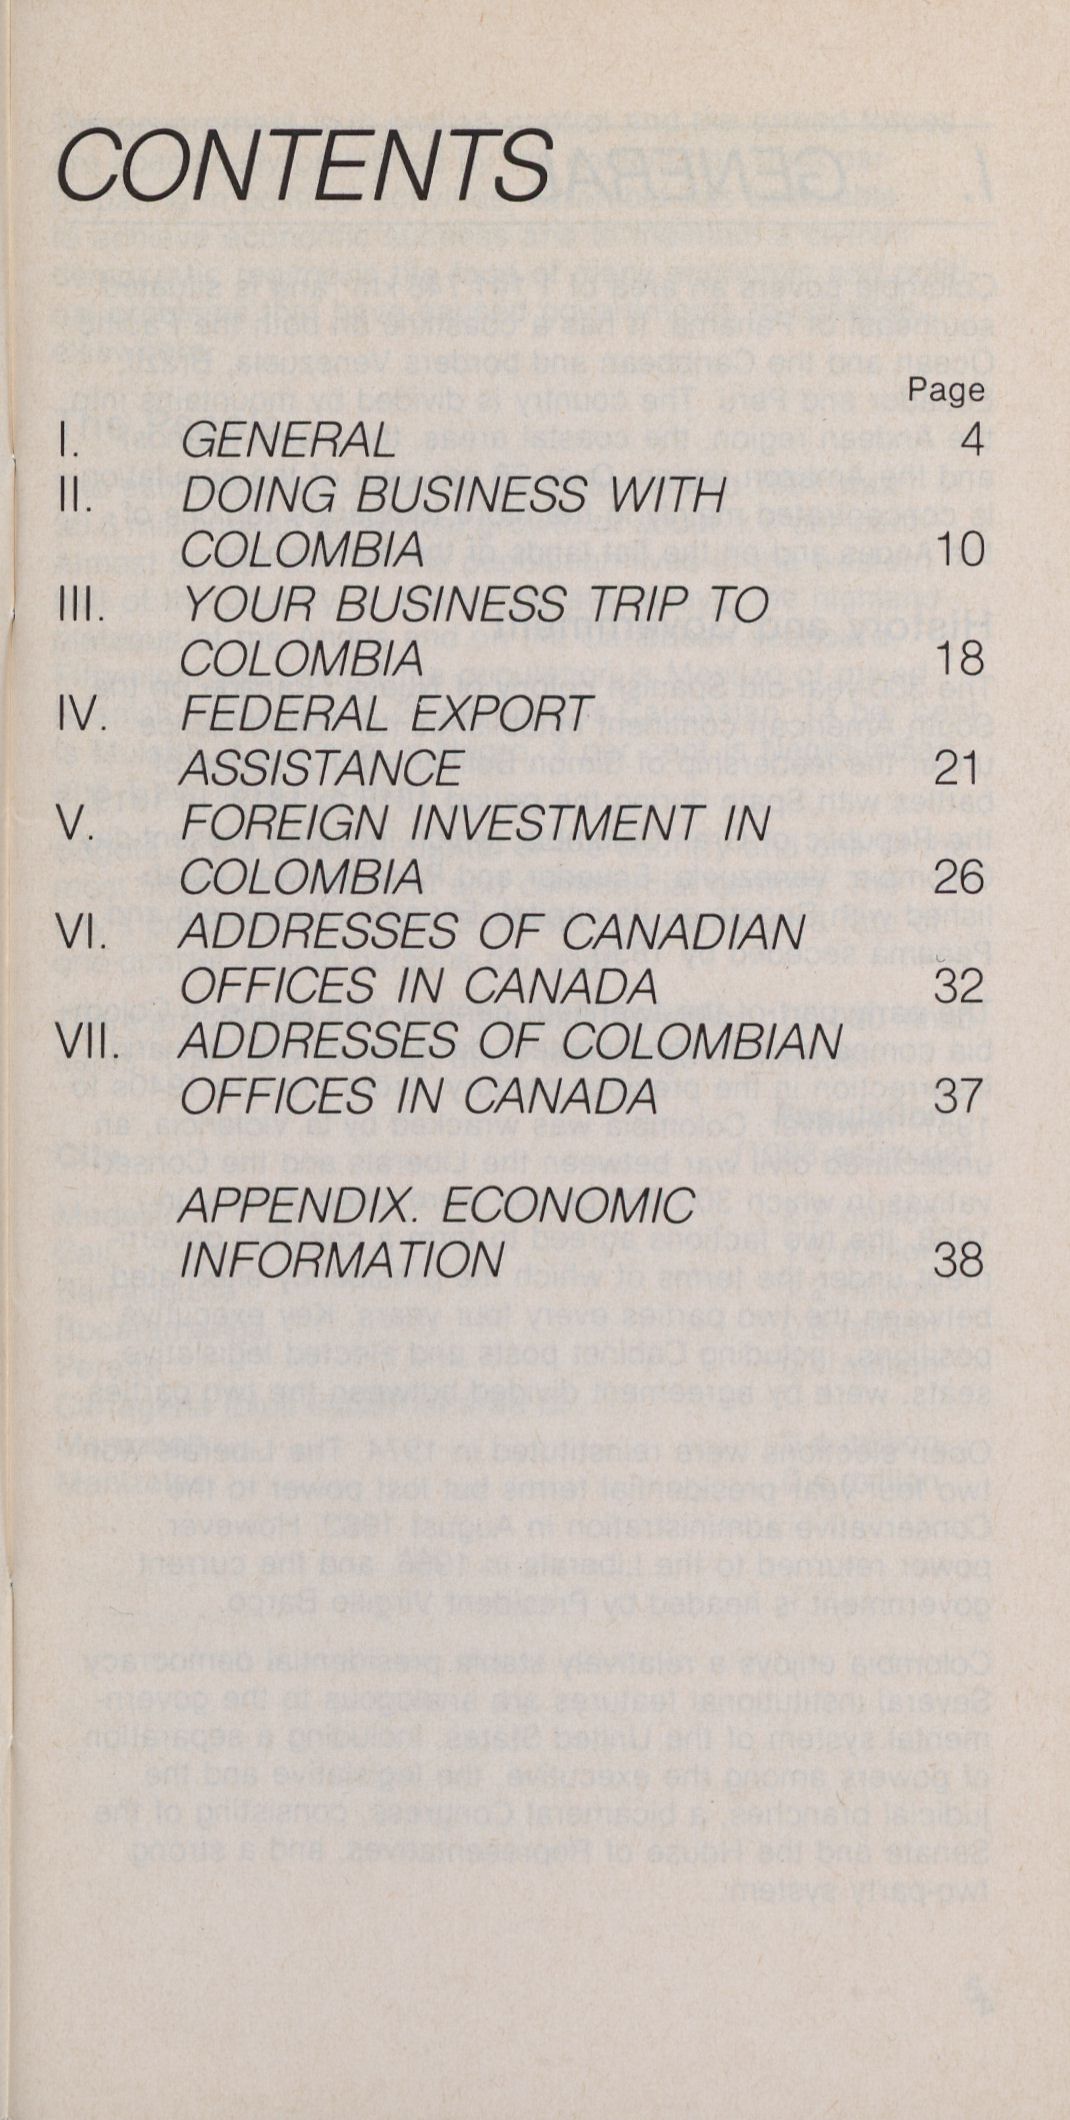 CONTENTS
Page
I. GENERAL 4
II. DOING BUSINESS WITH
COLOMBIA 10
III. YOUR BUSINESS TRIP TO
COLOMBIA 18
IV. FEDERAL EXPORT
ASSISTANCE 21
V. FOREIGN INVESTMENT IN
COLOMBIA 26
VI. ADDRESSES OF CANADIAN
OFFICES IN CANADA 32
VII. ADDRESSES OF COLOMBIAN
OFFICES IN CANADA 37
APPENDIX. ECONOMIC
INFORMATION 38